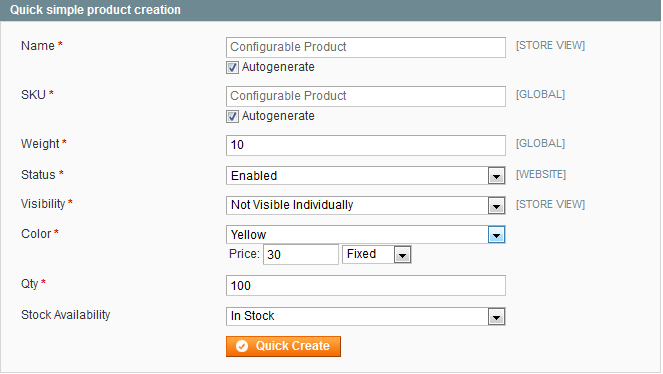 Quick simple product creation
Name * Configurable Product [STORE VIEW]
Autogenerate
SKU * Configurable Product [GLOBAL]
Autogenerate
Weight * 10 [GLOBAL]
Status * Enabled [WEBSITE]
Visibility * Not Visible Individually [STORE VIEW]
Color * Yellow
Price: 30 Fixed
Qty * 100
Stock Availability In Stock
Quick Create